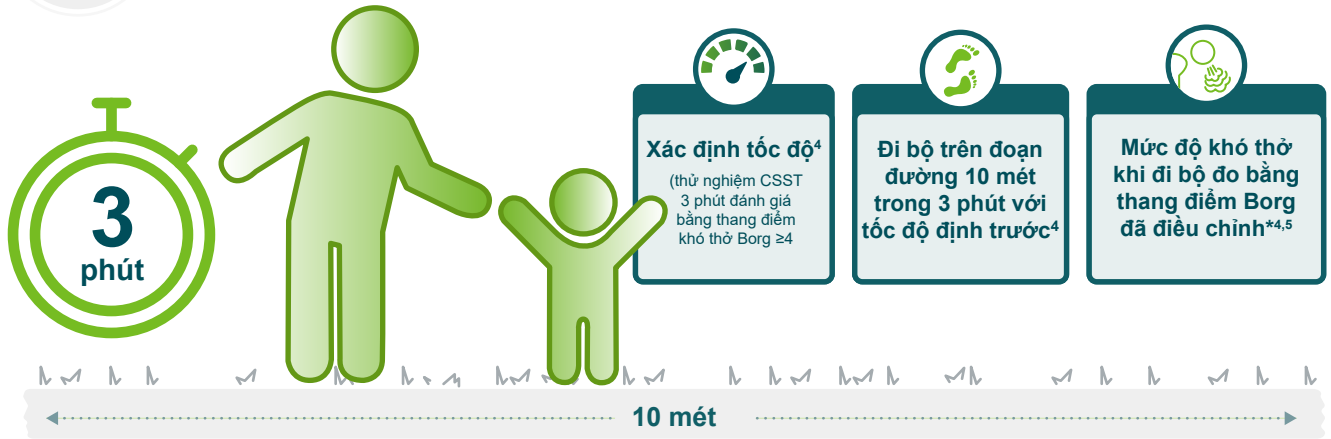 3
phút
Xác định tốc độ⁴
(thử nghiệm CSST
3 phút đánh giá
bằng thang điểm
khó thở Borg ≥4
Đi bộ trên đoạn
đường 10 mét
trong 3 phút với
tốc độ định trước⁴
Mức độ khó thở
khi đi bộ đo bằng
thang điểm Borg
đã điều chỉnh*⁴,⁵
10 mét